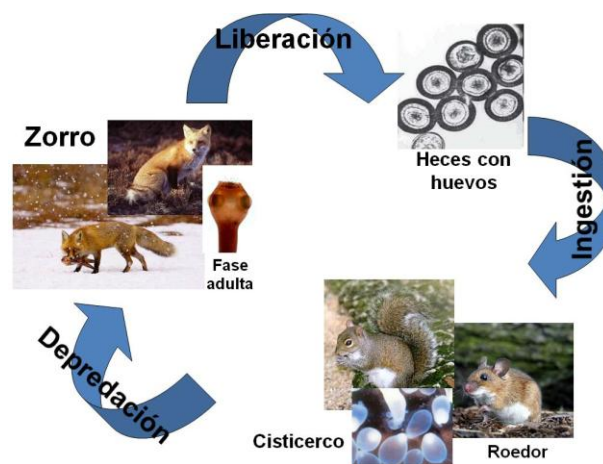 Liberación
Zorro
Heces con
huevos
Ingestión
Fase
adulta
Depredación
Cisticerco
Roedor